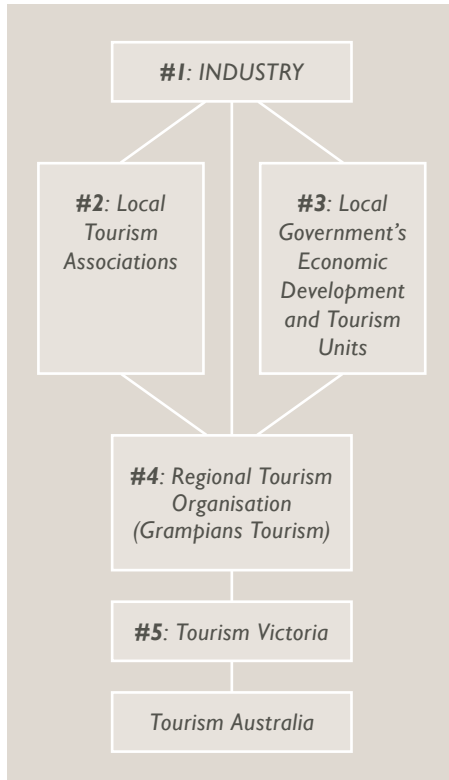 #1: INDUSTRY
#2: Local
Tourism
Associations
#3: Local
Government’s
Economic
Development
and Tourism
Units
#4: Regional Tourism
Organisation
(Grampians Tourism)
#5: Tourism Victoria
Tourism Australia